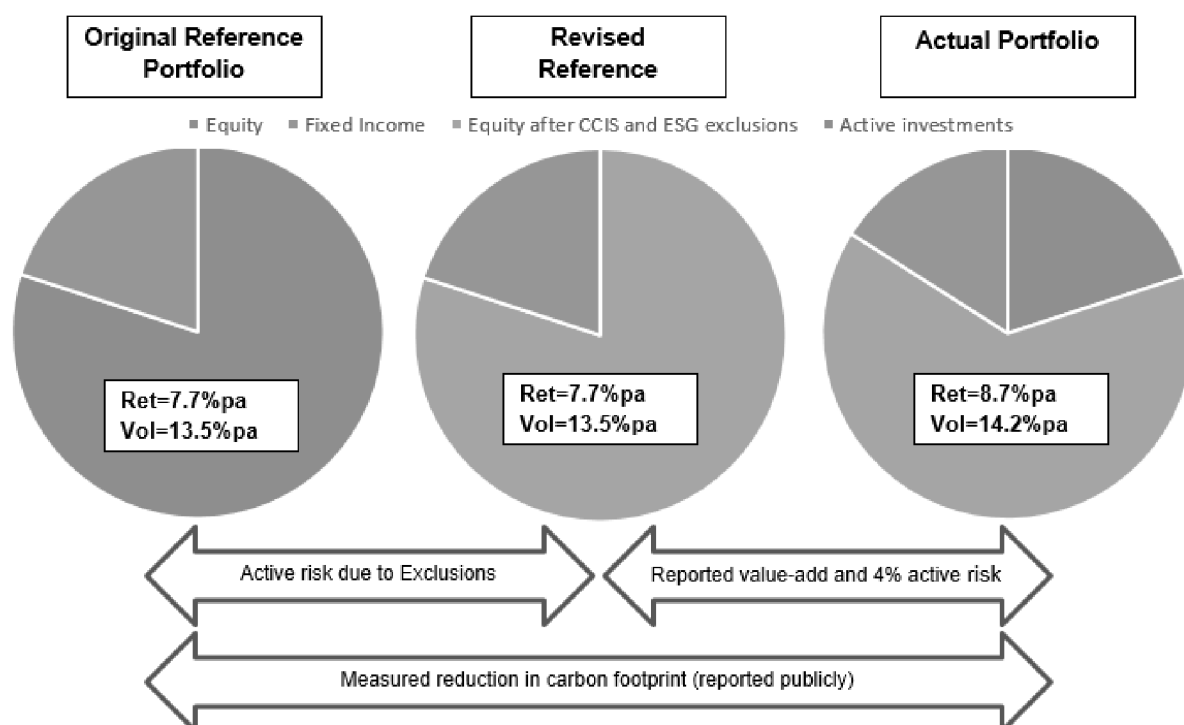 Original Reference
Portfolio
Revised
Reference
Actual Portfolio
Equity Fixed Income Equity after CCIS and ESG exclusions Active investments
Ret=7.7%pa
Vol=13.5%pa
Ret=7.7%pa
Vol=13.5%pa
Ret=8.7%pa
Vol=14.2%pa
Active risk due to Exclusions
Reported value-add and 4% active risk
Measured reduction in carbon footprint (reported publicly)